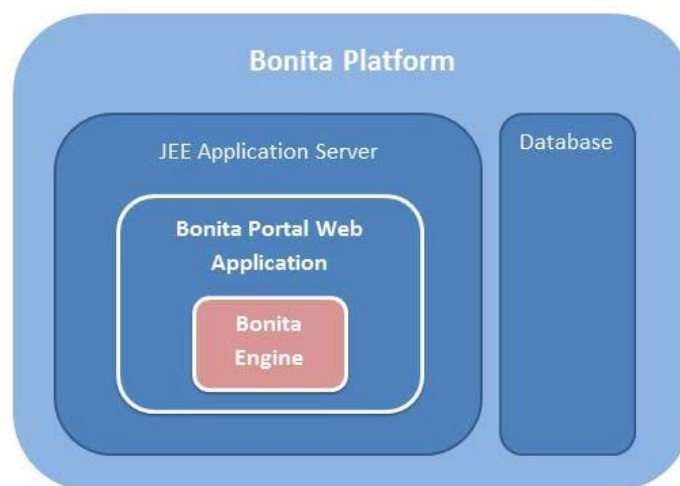 Bonita Platform
JEE Application Server
Database
Bonita Portal Web
Application
Bonita
Engine